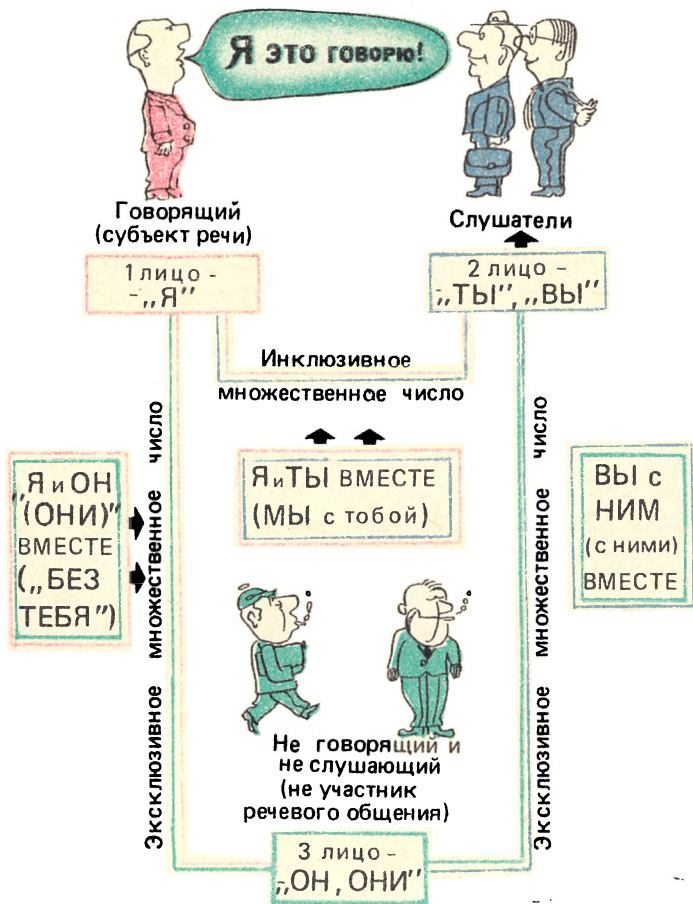 Я это говорю!
Говорящий
(субъект речи)
Слушатели
1 лицо -
-„Я”
2 лицо -
-„ТЫ”, „ВЫ”
Инклюзивное
множественное число
Я и ОН
"(ОНИ)"
ВМЕСТЕ
(„БЕЗ
ТЕБЯ”)
Эксклюзивное множественное число
Я и ТЫ ВМЕСТЕ
(МЫ с тобой)
Эксклюзивное множественное число
ВЫ с
НИМ
(с ними)
ВМЕСТЕ
Не говорящий и
не слушающий
(не участник
речевого общения)
3 лицо -
-„ОН, ОНИ”